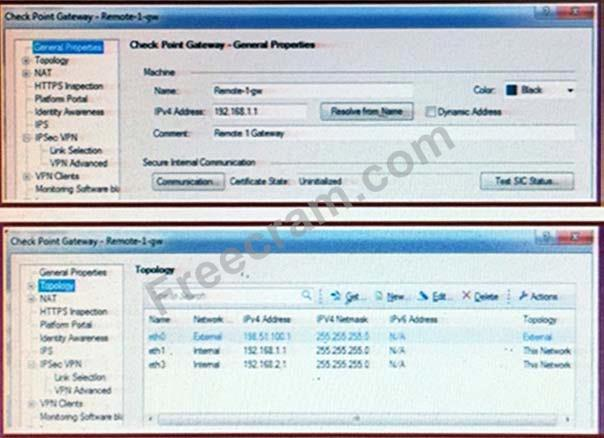 Check Point Gateway - Remote-1-gw
General Properties
Topology
NAT
HTTPS Inspection
Platform Portal
Identity Awareness
IPS
IPSec VPN
Link Selection
VPN Advanced
VPN Clients
Monitoring Software bla
Check Point Gateway - General Properties
Machine
Name: Remote-1-gw Color: Black
IPv4 Address: 192.168.1.1 Resolve from Name Dynamic Address
Comment: Remote 1 Gateway
Secure Internal Communication
Communication... Certificate State: Uninitialized Test SIC Status...
Check Point Gateway - Remote-1-gw
General Properties
Topology
NAT
HTTPS Inspection
Platform Portal
Identity Awareness
IPS
IPSec VPN
Link Selection
VPN Advanced
VPN Clients
Monitoring Software bla
Topology
Search Get... New... Edit... Delete Actions
Name Network... IPv4 Address IPv4 Netmask IPv6 Address Topology
eth0 External 198.51.100.1 255.255.255.0 N/A External
eth1 Internal 192.168.1.1 255.255.255.0 N/A This Network
eth3 Internal 192.168.2.1 255.255.255.0 N/A This Network
Freecram.com